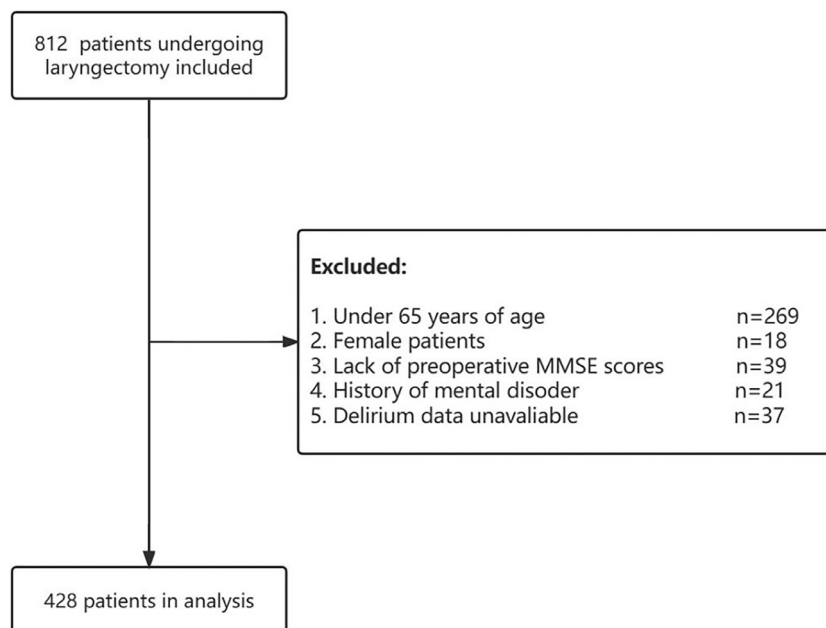 812 patients undergoing
laryngectomy included
Excluded:
1. Under 65 years of age n=269
2. Female patients n=18
3. Lack of preoperative MMSE scores n=39
4. History of mental disoder n=21
5. Delirium data unavaliable n=37
428 patients in analysis